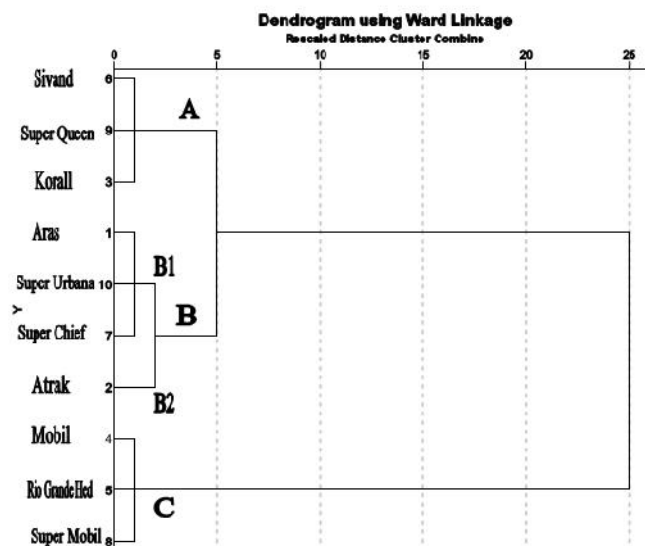 Dendrogram using Ward Linkage
Rescaled Distance Cluster Combine
0 5 10 15 20 25
Sivand 6
A
Super Queen 9
Korall 3
Aras 1
B1
Super Urbana 10
Y
B
Super Chief 7
Atrak 2
B2
Mobil 4
Rio Grande Hed 5
C
Super Mobil 8